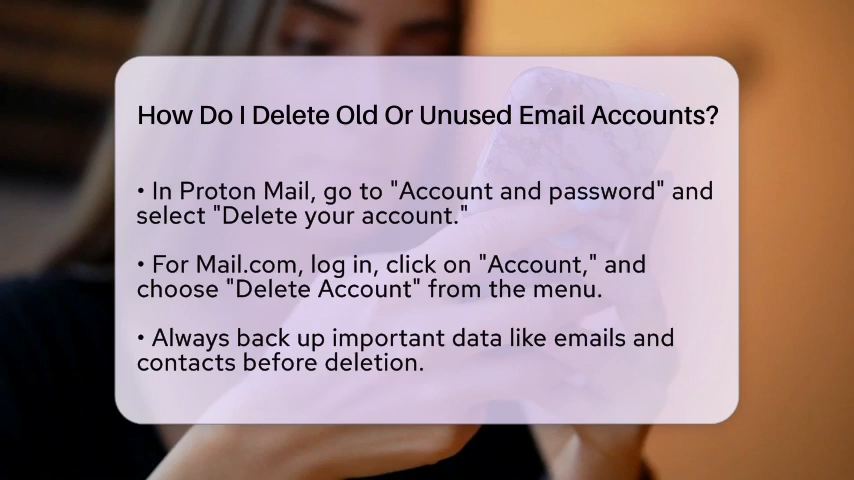 How Do I Delete Old Or Unused Email Accounts?
• In Proton Mail, go to "Account and password" and
select "Delete your account."
• For Mail.com, log in, click on "Account," and
choose "Delete Account" from the menu.
• Always back up important data like emails and
contacts before deletion.